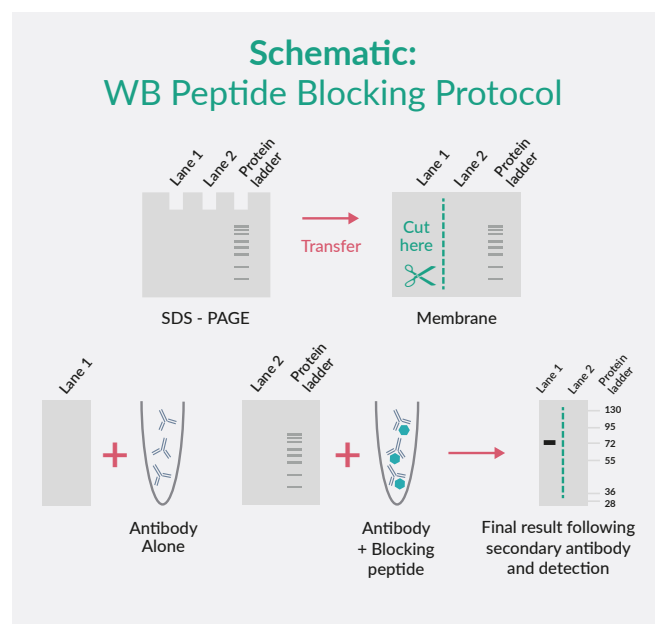 Schematic:
WB Peptide Blocking Protocol
Lane 1
Lane 2
Protein
ladder
Lane 1
Lane 2
Protein
ladder
Transfer
Cut
here
SDS - PAGE
Membrane
Lane 1
Lane 2
Protein
ladder
Lane 1
Lane 2
Protein
ladder
130
95
72
55
36
28
+
+
Antibody
Alone
Antibody
+ Blocking
peptide
Final result following
secondary antibody
and detection